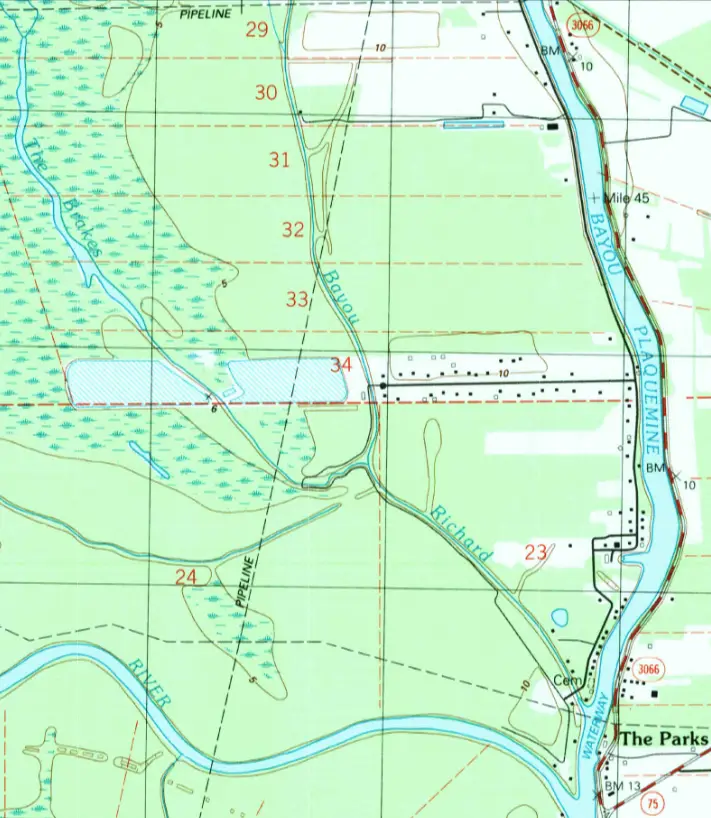 PIPELINE
29
5
10
3066
BM
10
30
31
The Brakes
Mile 45
32
5
33
Bayou
BAYOU PLAQUEMINE
34
10
6
BM
10
Richard
23
24
PIPELINE
5
RIVER
10
Cem
3066
WATERWAY
The Parks
BM 13
75